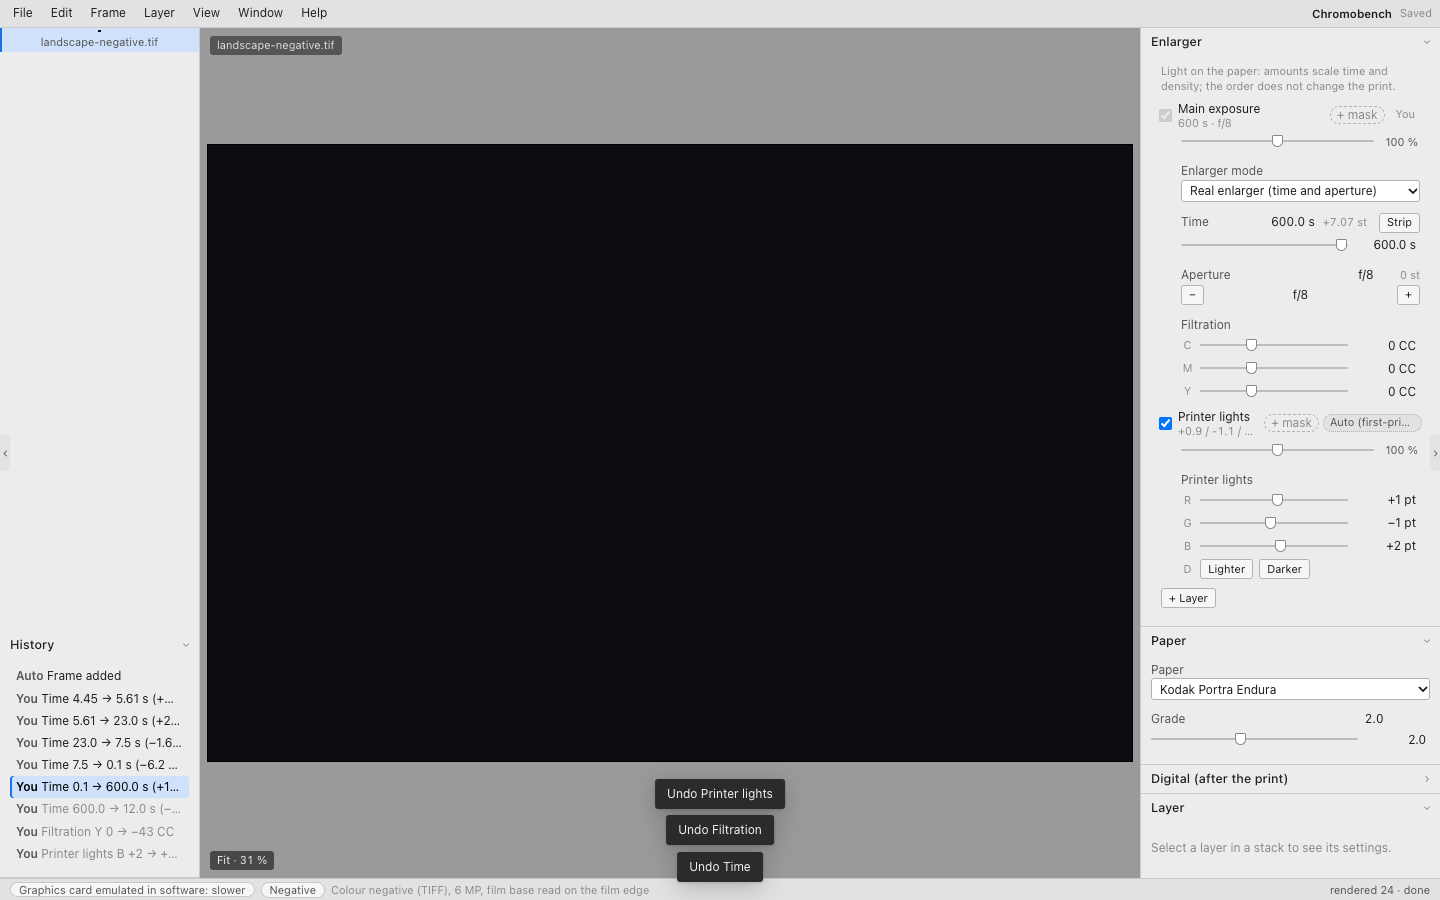 File Edit Frame Layer View Window Help
Chromobench Saved
landscape-negative.tif
landscape-negative.tif
Fit · 31 %
Undo Printer lights
Undo Filtration
Undo Time
History
Auto Frame added
You Time 4.45 → 5.61 s (+...
You Time 5.61 → 23.0 s (+2...
You Time 23.0 → 7.5 s (−1.6...
You Time 7.5 → 0.1 s (−6.2 ...
You Time 0.1 → 600.0 s (+1...
You Time 600.0 → 12.0 s (−...
You Filtration Y 0 → −43 CC
You Printer lights B +2 → +...
Enlarger
Light on the paper: amounts scale time and
density; the order does not change the print.
Main exposure + mask You
600 s · f/8
100 %
Enlarger mode
Real enlarger (time and aperture)
Time 600.0 s +7.07 st Strip
600.0 s
Aperture f/8 0 st
− f/8 +
Filtration
C 0 CC
M 0 CC
Y 0 CC
Printer lights + mask Auto (first-pri...
+0.9 / -1.1 / ...
100 %
Printer lights
R +1 pt
G −1 pt
B +2 pt
D Lighter Darker
+ Layer
Paper
Paper
Kodak Portra Endura
Grade 2.0
2.0
Digital (after the print)
Layer
Select a layer in a stack to see its settings.
Graphics card emulated in software: slower Negative Colour negative (TIFF), 6 MP, film base read on the film edge
rendered 24 · done